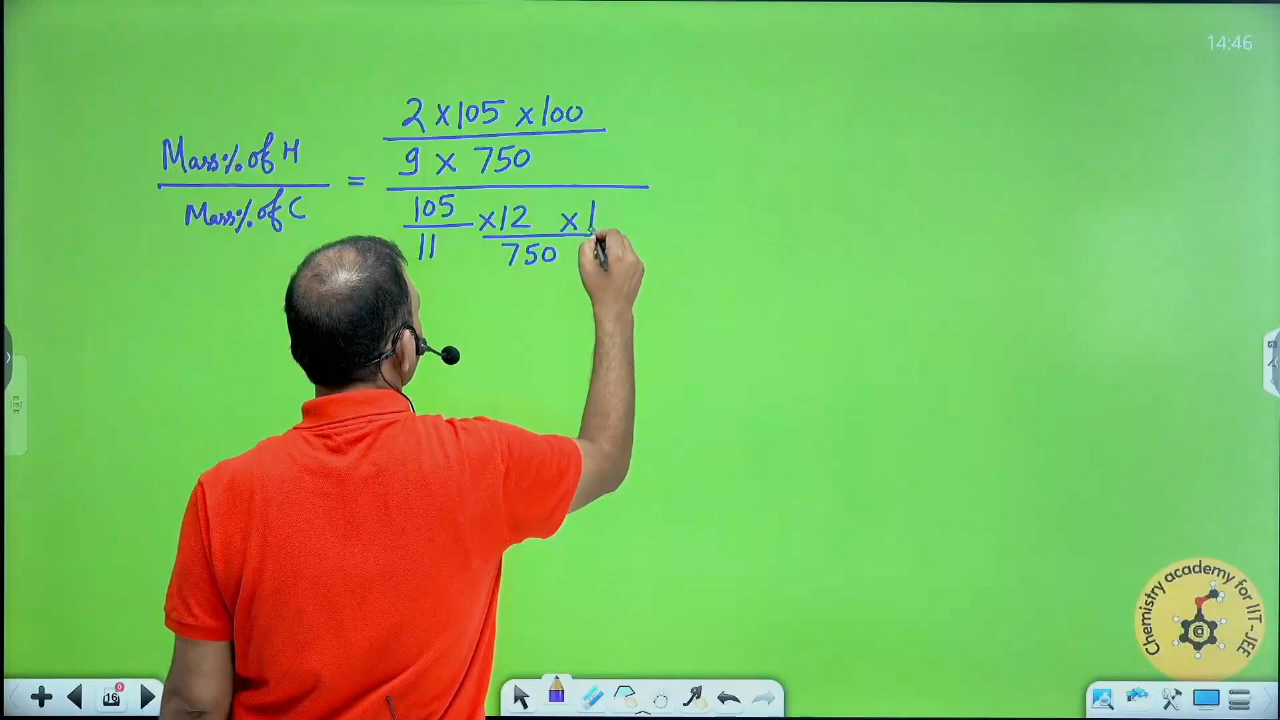 14:46
2 x 105 x 100
9 x 750
Mass% of H
Mass% of C
=
105 x 12 x 1
11 750
16
Chemistry academy for IIT-JEE